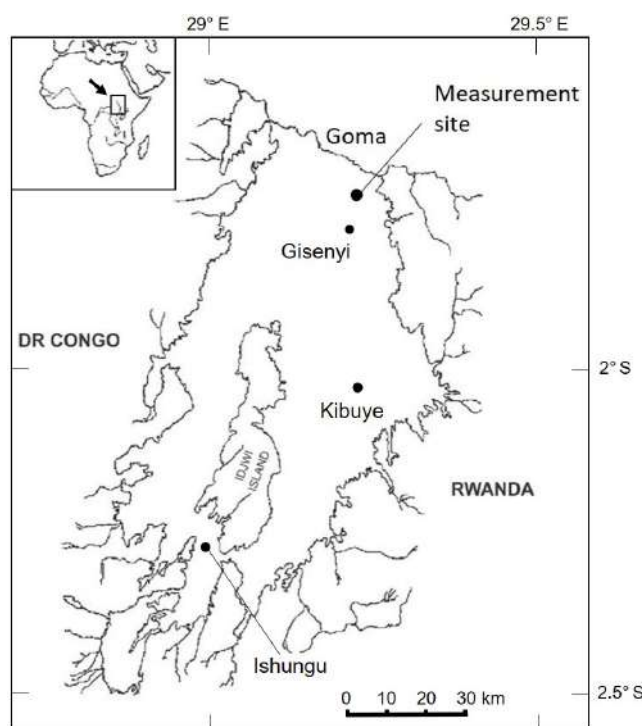 29° E
29.5° E
Measurement
site
Goma
Gisenyi
DR CONGO
2° S
Kibuye
IDJWI
ISLAND
RWANDA
Ishungu
0 10 20 30 km
2.5° S